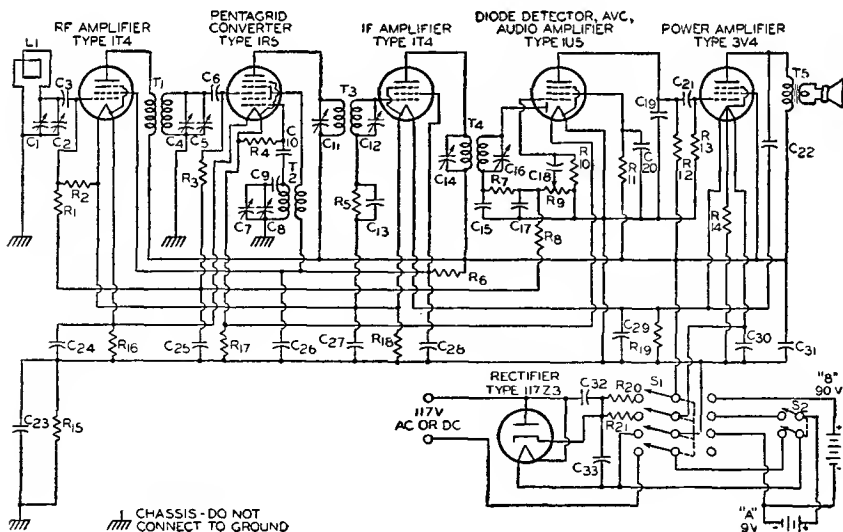 RF AMPLIFIER
TYPE 1T4
PENTAGRID
CONVERTER
TYPE 1R5
IF AMPLIFIER
TYPE 1T4
DIODE DETECTOR, AVC,
AUDIO AMPLIFIER
TYPE 1U5
POWER AMPLIFIER
TYPE 3V4
L1
C3
T1
C6
T3
C19
C21
T5
C1
C2
C4
C5
R4
C10
C11
C12
T4
R10
C20
R12
R13
C22
R2
R1
R3
C9
T2
C7
C8
R5
C13
C14
C16
C18
R7
R9
R11
C15
C17
R8
R14
R6
C24
R16
C25
R17
C26
C27
R18
C28
C29
R19
C30
C31
C23
R15
RECTIFIER
TYPE 117Z3
C32
R20
S1
R21
C33
S2
117V
AC OR DC
"B"
90 V
+
-
"A"
9V
CHASSIS - DO NOT
CONNECT TO GROUND